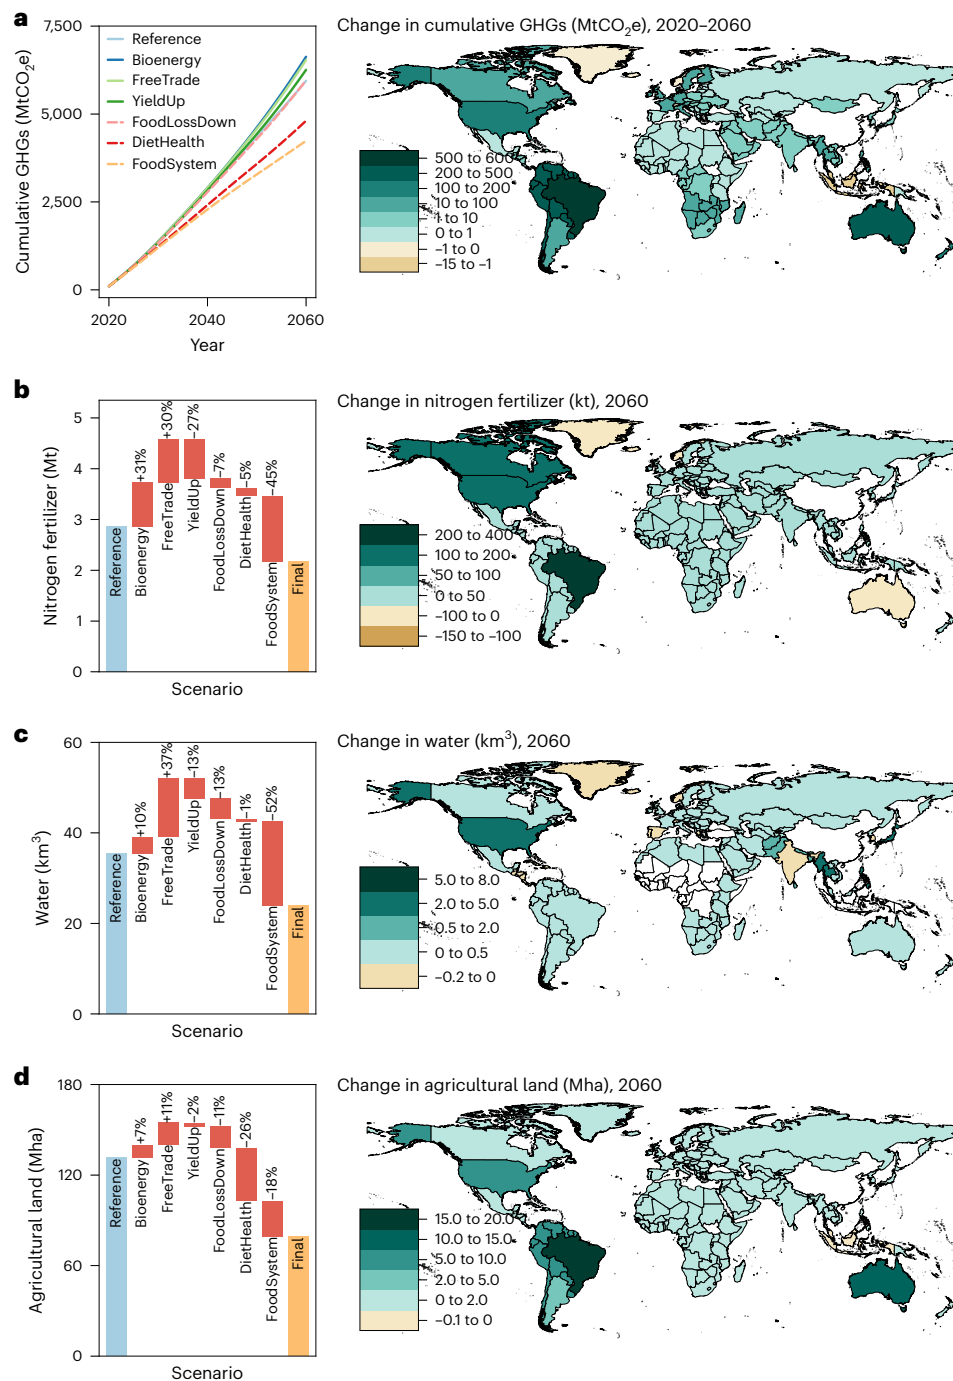 a
7,500
5,000
2,500
0
Cumulative GHGs (MtCO2e)
Reference
Bioenergy
FreeTrade
YieldUp
FoodLossDown
DietHealth
FoodSystem
2020
2040
2060
Year
Change in cumulative GHGs (MtCO2e), 2020–2060
500 to 600
200 to 500
100 to 200
10 to 100
1 to 10
0 to 1
–1 to 0
–15 to –1
b
Nitrogen fertilizer (Mt)
5
4
3
2
1
0
Reference
Bioenergy
+31%
FreeTrade
+30%
YieldUp
–27%
FoodLossDown
–7%
DietHealth
–5%
FoodSystem
–45%
Final
Scenario
Change in nitrogen fertilizer (kt), 2060
200 to 400
100 to 200
50 to 100
0 to 50
–100 to 0
–150 to –100
c
Water (km3)
60
40
20
0
Reference
Bioenergy
+10%
FreeTrade
+37%
YieldUp
–13%
FoodLossDown
–13%
DietHealth
–1%
FoodSystem
–52%
Final
Scenario
Change in water (km3), 2060
5.0 to 8.0
2.0 to 5.0
0.5 to 2.0
0 to 0.5
–0.2 to 0
d
Agricultural land (Mha)
180
120
60
0
Reference
Bioenergy
+7%
FreeTrade
+11%
YieldUp
–2%
FoodLossDown
–11%
DietHealth
–26%
FoodSystem
–18%
Final
Scenario
Change in agricultural land (Mha), 2060
15.0 to 20.0
10.0 to 15.0
5.0 to 10.0
2.0 to 5.0
0 to 2.0
–0.1 to 0